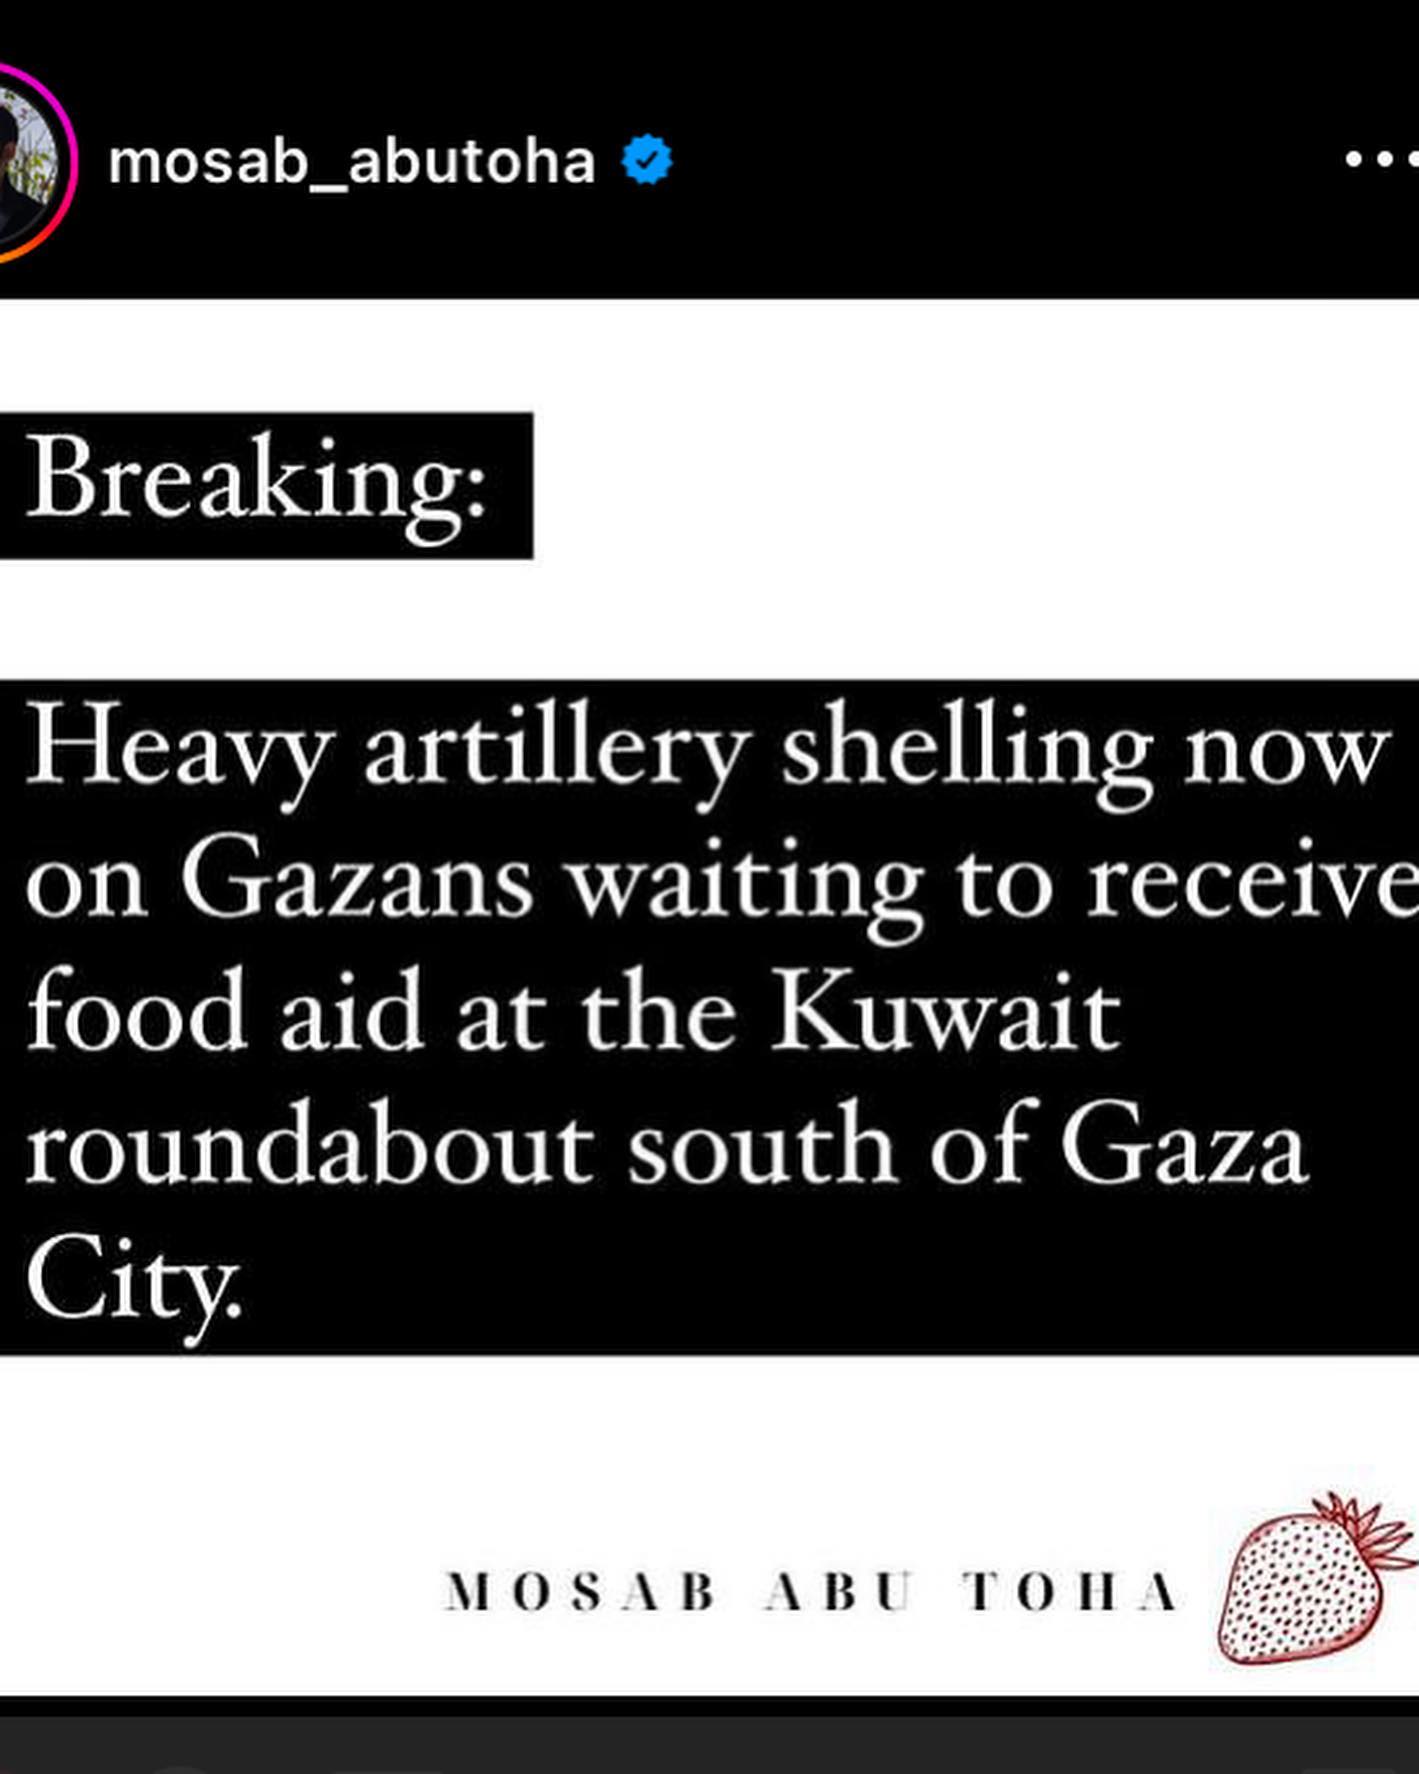 mosab_abutoha
Breaking:
Heavy artillery shelling now
on Gazans waiting to receive
food aid at the Kuwait
roundabout south of Gaza
City.
MOSAB ABU TOHA